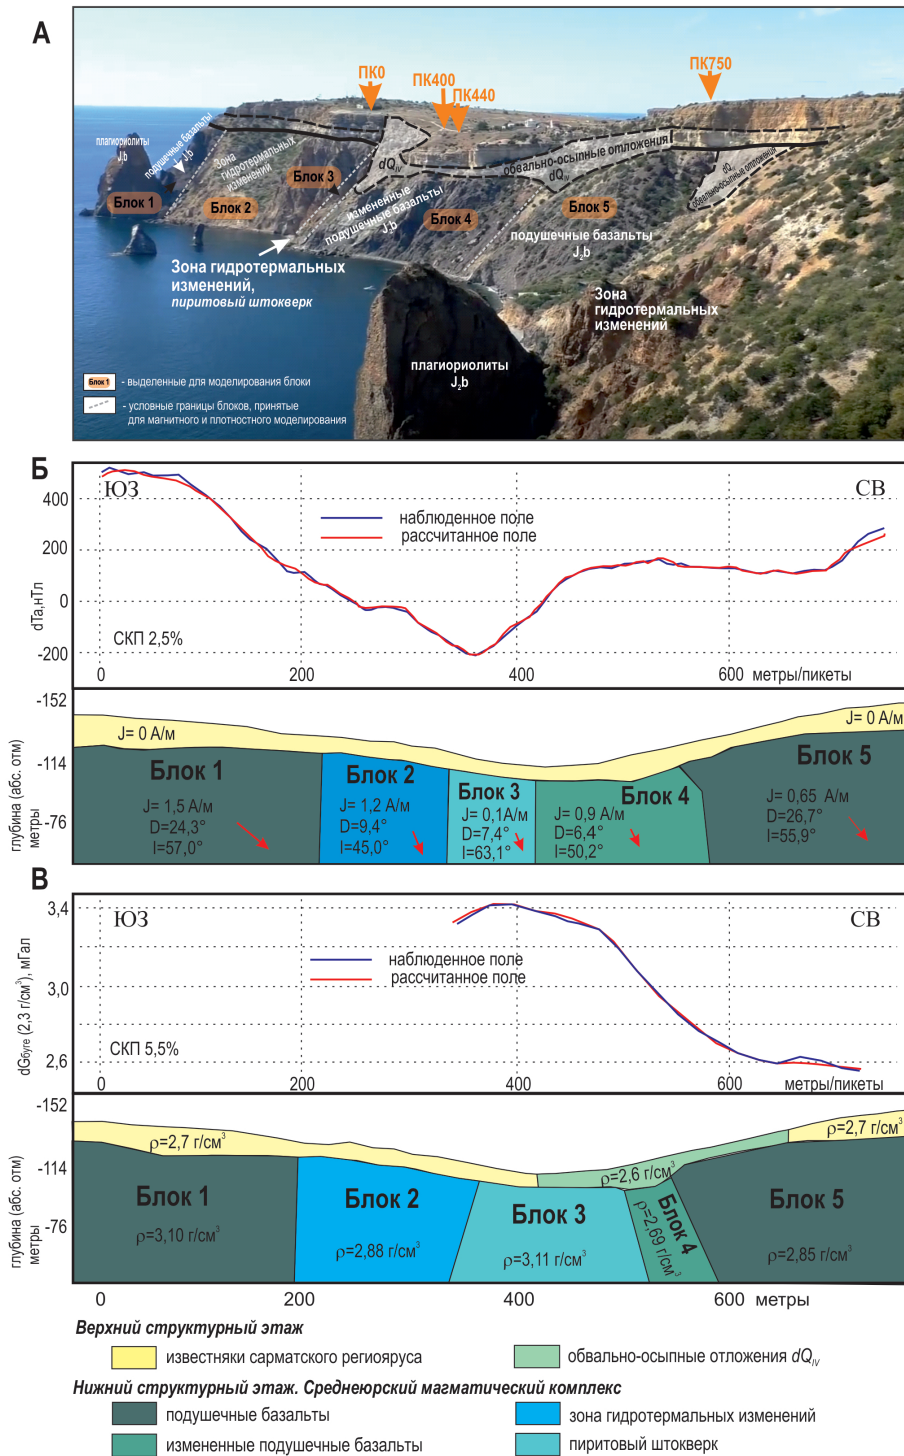 А
ПК0
ПК400
ПК440
ПК750
плагиориолиты
J₂b
подушечные базальты
J₂b
Зона
гидротермальных
изменений
Блок 1
Блок 2
Блок 3
dQIV
измененные
подушечные базальты
J₂b
Блок 4
обвально-осыпные отложения
dQIV
Блок 5
подушечные базальты
J₂b
dQIV
обвально-осыпные отложения
Зона гидротермальных
изменений,
пиритовый штокверк
Зона
гидротермальных
изменений
плагиориолиты
J₂b
Блок 1 - выделенные для моделирования блоки
- условные границы блоков, принятые
для магнитного и плотностного моделирования
Б
ЮЗ
СВ
наблюденное поле
рассчитанное поле
dTa,нТл
400
200
0
-200
СКП 2,5%
0 200 400 600 метры/пикеты
глубина (абс. отм)
метры
-152
-114
-76
J= 0 А/м
J= 0 А/м
Блок 1
J= 1,5 А/м
D=24,3°
I=57,0°
Блок 2
J= 1,2 А/м
D=9,4°
I=45,0°
Блок 3
J= 0,1А/м
D=7,4°
I=63,1°
Блок 4
J= 0,9 А/м
D=6,4°
I=50,2°
Блок 5
J= 0,65 А/м
D=26,7°
I=55,9°
В
ЮЗ
СВ
наблюденное поле
рассчитанное поле
dGбуге (2,3 г/см³), мГал
3,4
3,0
2,6
СКП 5,5%
0 400 600 метры/пикеты
глубина (абс. отм)
метры
-152
-114
-76
ρ=2,7 г/см³
ρ=2,6 г/см³
ρ=2,7 г/см³
Блок 1
ρ=3,10 г/см³
Блок 2
ρ=2,88 г/см³
Блок 3
ρ=3,11 г/см³
Блок 4
ρ=2,69 г/см³
Блок 5
ρ=2,85 г/см³
0 200 400 600 метры
Верхний структурный этаж
известняки сарматского региояруса
обвально-осыпные отложения dQIV
Нижний структурный этаж. Среднеюрский магматический комплекс
подушечные базальты
зона гидротермальных изменений
измененные подушечные базальты
пиритовый штокверк